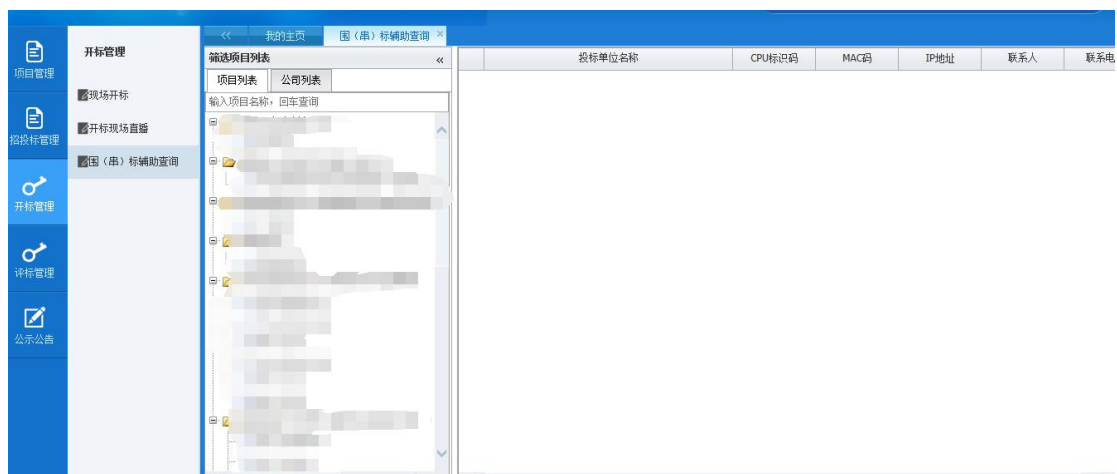 项目管理
招投标管理
开标管理
评标管理
公示公告
开标管理
现场开标
开标现场直播
围（串）标辅助查询
我的主页
围（串）标辅助查询 ×
筛选项目列表 «
项目列表 公司列表
输入项目名称，回车查询
投标单位名称 CPU标识码 MAC码 IP地址 联系人 联系电